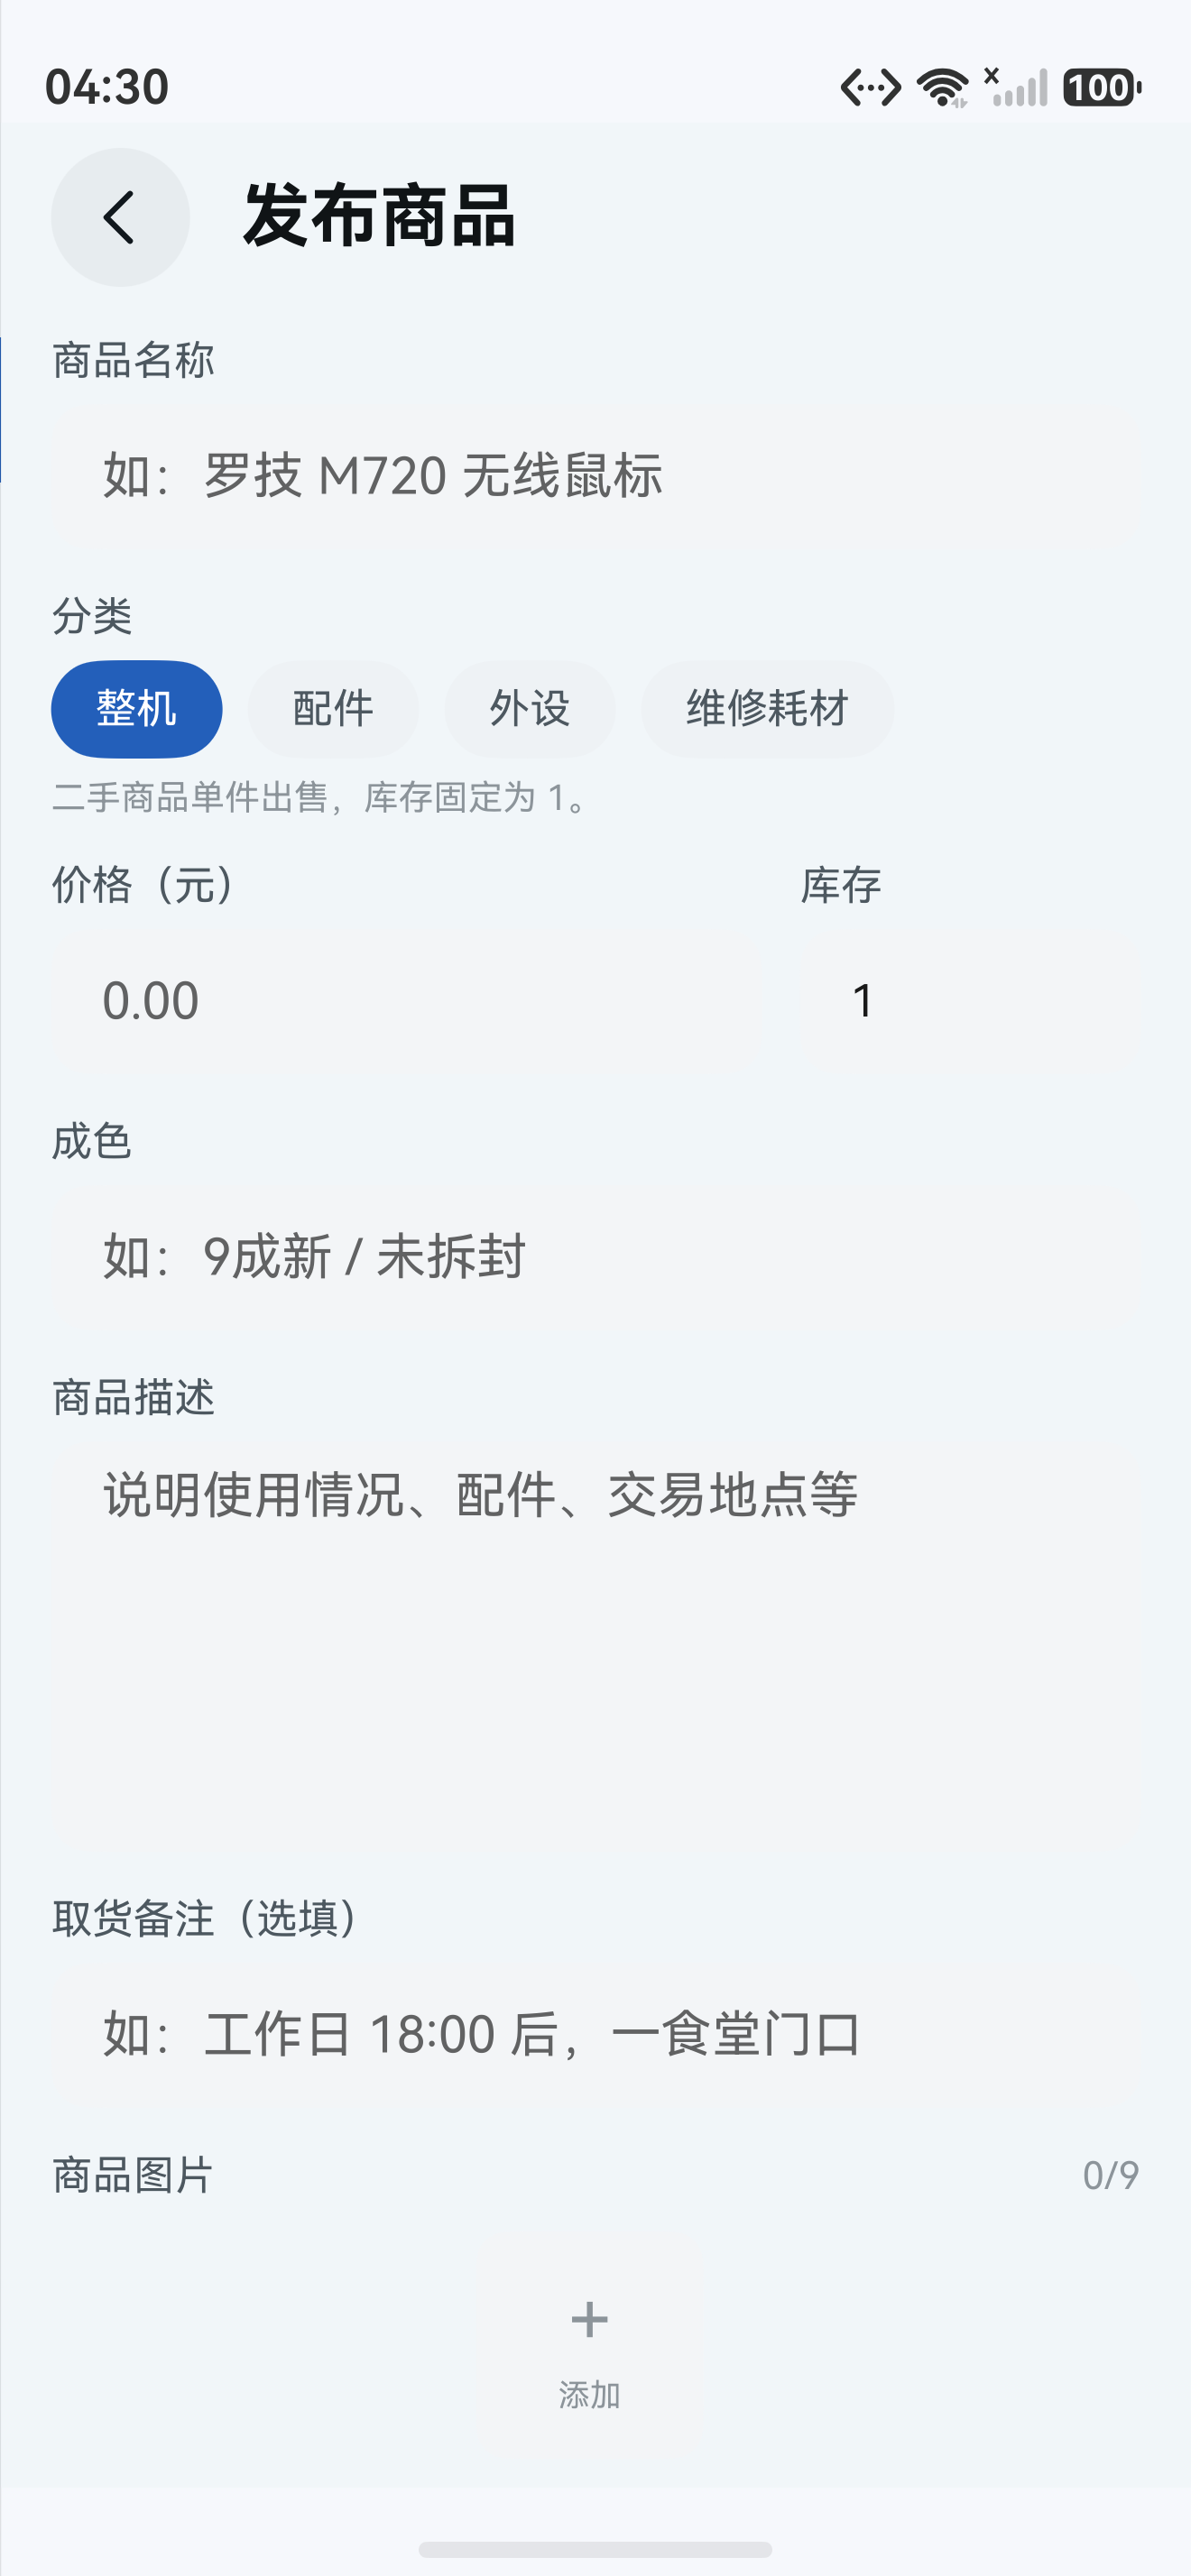 04:30
100
发布商品
商品名称
如：罗技 M720 无线鼠标
分类
整机 配件 外设 维修耗材
二手商品单件出售，库存固定为 1。
价格（元） 库存
0.00 1
成色
如：9成新 / 未拆封
商品描述
说明使用情况、配件、交易地点等
取货备注（选填）
如：工作日 18:00 后，一食堂门口
商品图片 0/9
添加